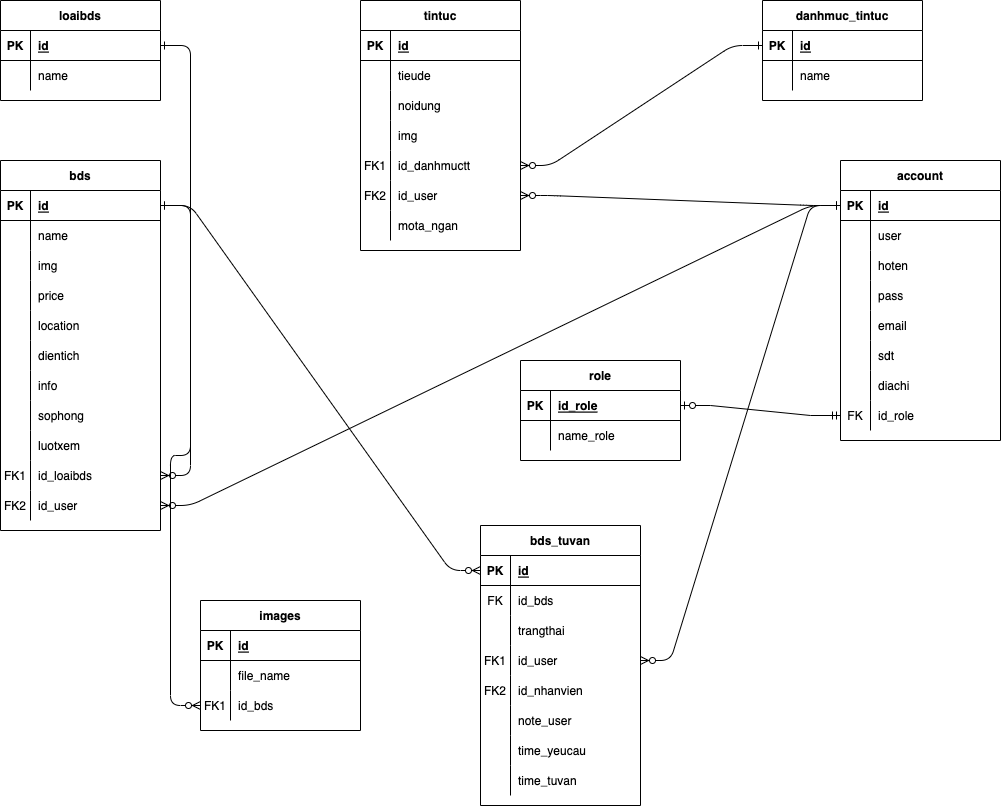 loaibds
PK id
name
tintuc
PK id
tieude
noidung
img
FK1 id_danhmuctt
FK2 id_user
mota_ngan
danhmuc_tintuc
PK id
name
bds
PK id
name
img
price
location
dientich
info
sophong
luotxem
FK1 id_loaibds
FK2 id_user
account
PK id
user
hoten
pass
email
sdt
diachi
FK id_role
role
PK id_role
name_role
bds_tuvan
PK id
FK id_bds
trangthai
FK1 id_user
FK2 id_nhanvien
note_user
time_yeucau
time_tuvan
images
PK id
file_name
FK1 id_bds